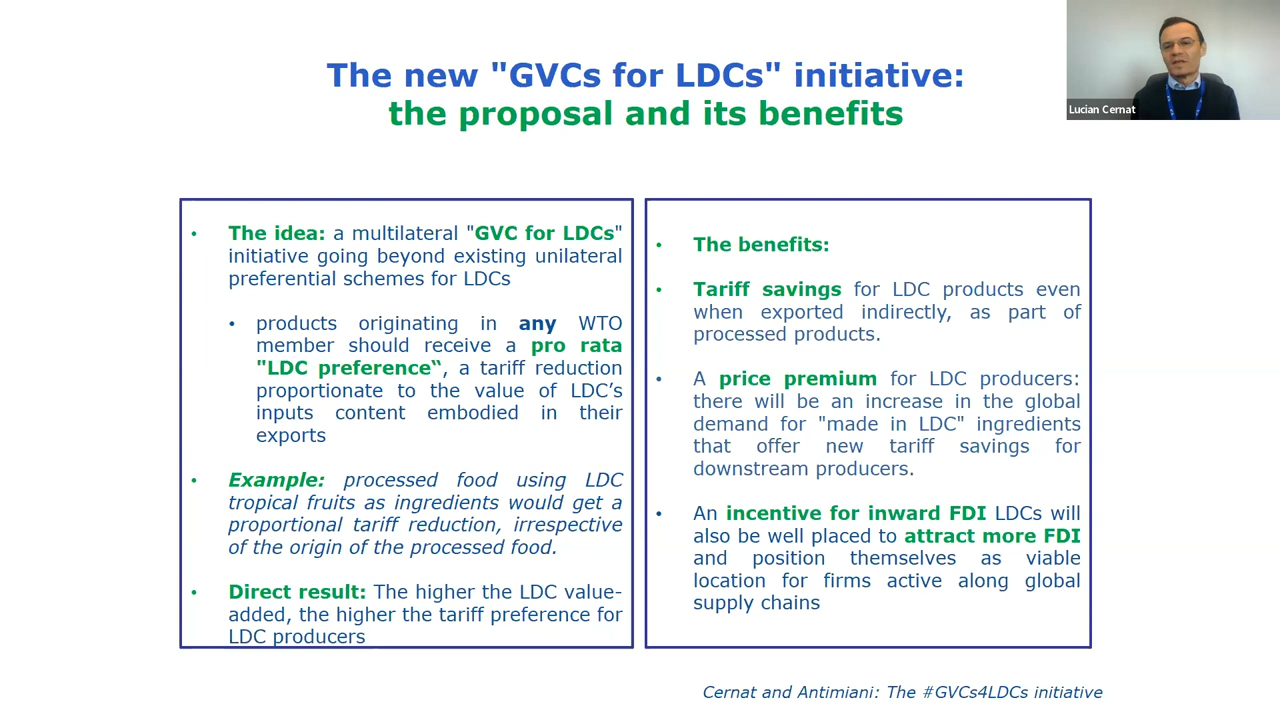 The new "GVCs for LDCs" initiative:
the proposal and its benefits
Lucian Cernat
• The idea: a multilateral "GVC for LDCs"
initiative going beyond existing unilateral
preferential schemes for LDCs
• products originating in any WTO
member should receive a pro rata
"LDC preference‟, a tariff reduction
proportionate to the value of LDC’s
inputs content embodied in their
exports
• Example: processed food using LDC
tropical fruits as ingredients would get a
proportional tariff reduction, irrespective
of the origin of the processed food.
• Direct result: The higher the LDC value-
added, the higher the tariff preference for
LDC producers
• The benefits:
• Tariff savings for LDC products even
when exported indirectly, as part of
processed products.
• A price premium for LDC producers:
there will be an increase in the global
demand for "made in LDC" ingredients
that offer new tariff savings for
downstream producers.
• An incentive for inward FDI LDCs will
also be well placed to attract more FDI
and position themselves as viable
location for firms active along global
supply chains
Cernat and Antimiani: The #GVCs4LDCs initiative